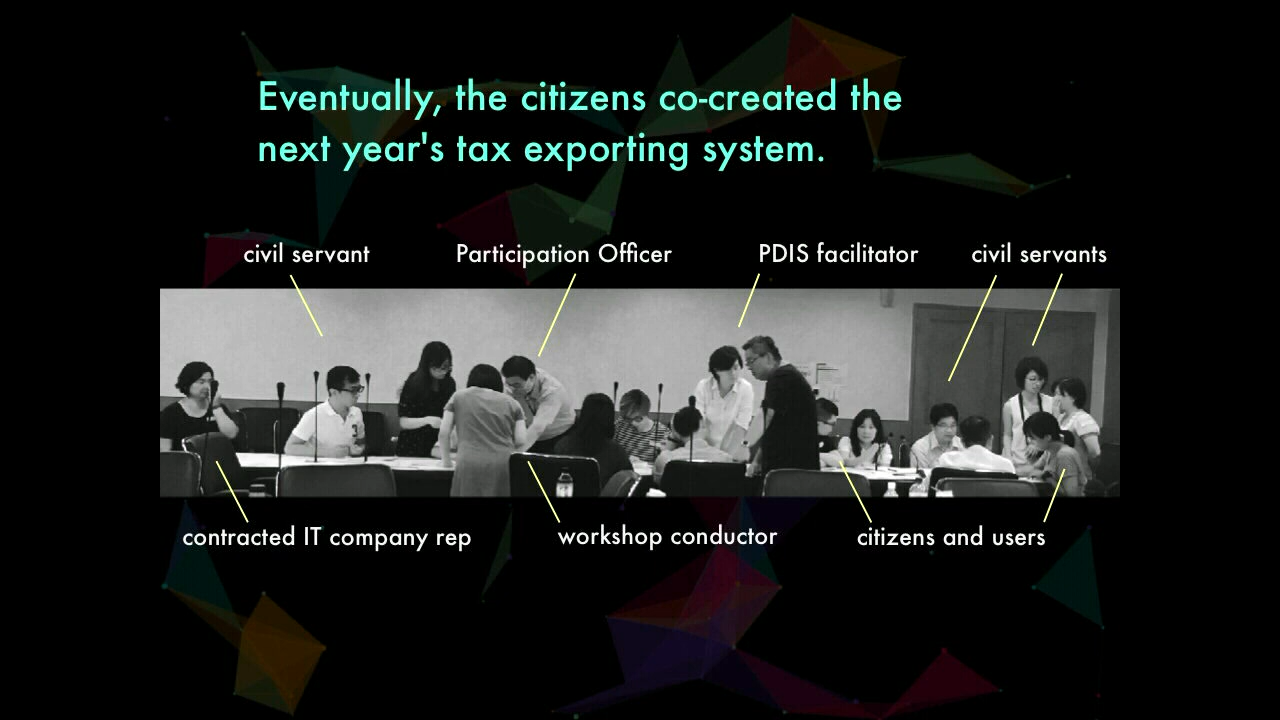 Eventually, the citizens co-created the
next year's tax exporting system.
civil servant
Participation Officer
PDIS facilitator
civil servants
contracted IT company rep
workshop conductor
citizens and users